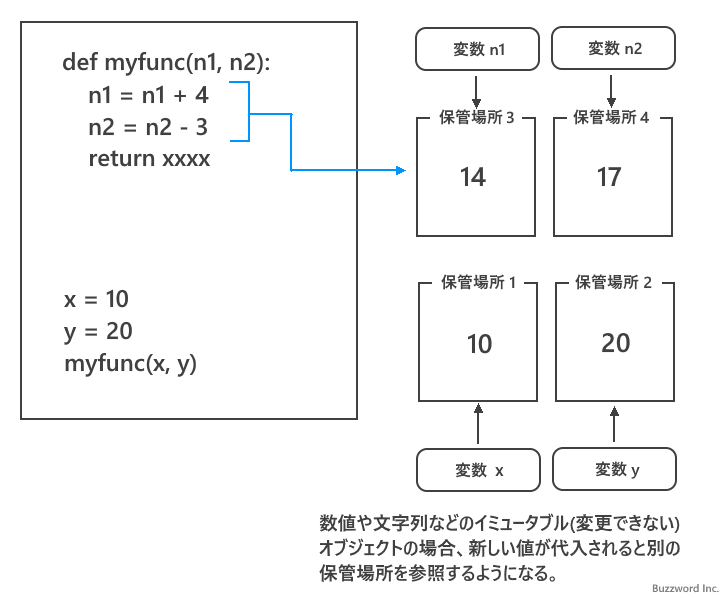 def myfunc(n1, n2):
n1 = n1 + 4
n2 = n2 - 3
return xxxx
x = 10
y = 20
myfunc(x, y)
変数 n1
変数 n2
保管場所 3
保管場所 4
14
17
保管場所 1
保管場所 2
10
20
変数 x
変数 y
数値や文字列などのイミュータブル(変更できない)
オブジェクトの場合、新しい値が代入されると別の
保管場所を参照するようになる。
Buzzword Inc.